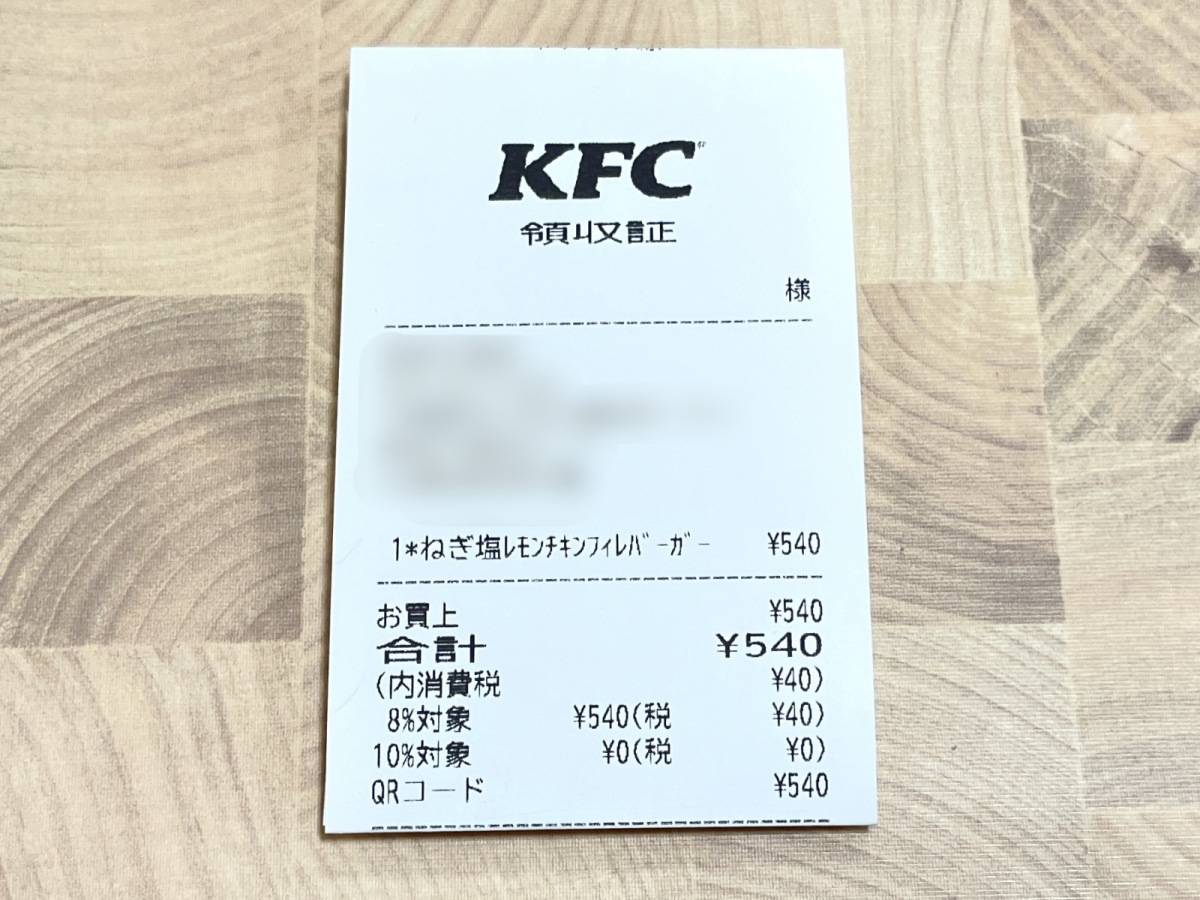 KFC
領収証
様
1*ねぎ塩ﾚﾓﾝﾁｷﾝﾌｨﾚﾊﾞｰｶﾞｰ ¥540
お買上 ¥540
合計 ¥540
(内消費税 ¥40)
8%対象 ¥540(税 ¥40)
10%対象 ¥0(税 ¥0)
QRコード ¥540